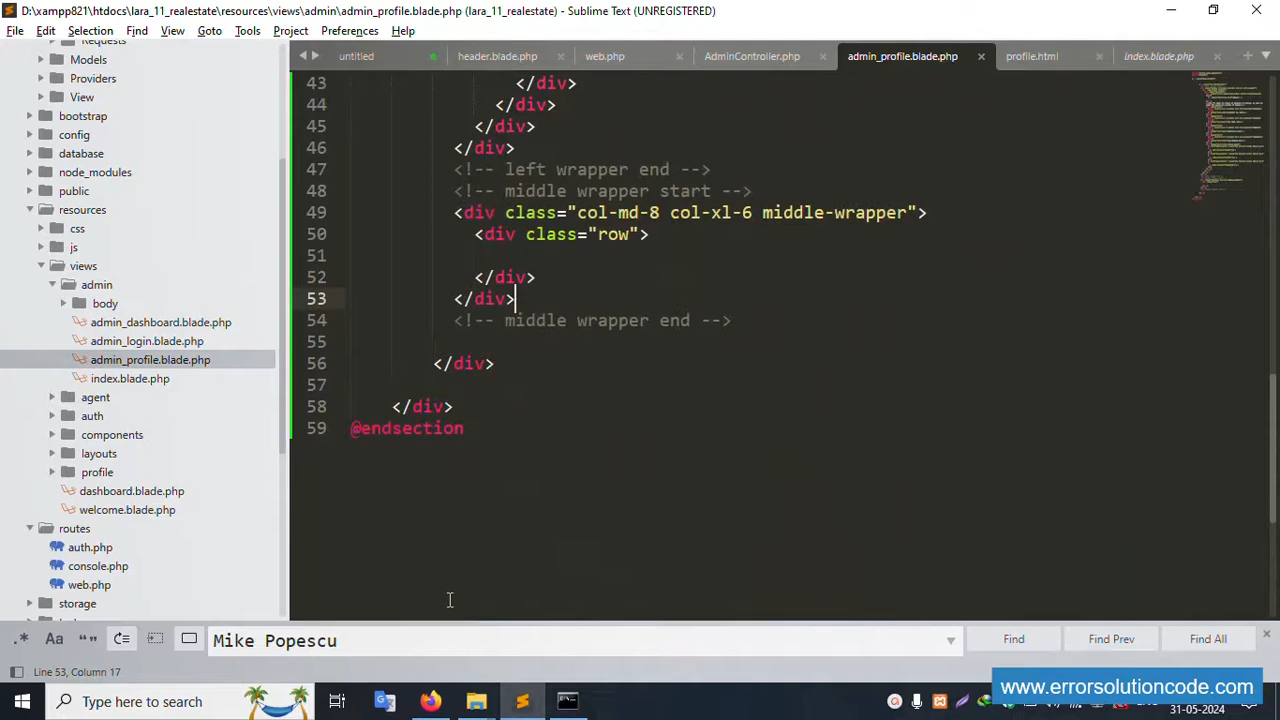 D:\xampp821\htdocs\lara_11_realestate\resources\views\admin\admin_profile.blade.php (lara_11_realestate) - Sublime Text (UNREGISTERED)
File Edit Selection Find View Goto Tools Project Preferences Help
untitled header.blade.php web.php AdminController.php admin_profile.blade.php profile.html index.blade.php
Requests
Models
Providers
View
bootstrap
config
database
node_modules
public
resources
css
js
views
admin
body
admin_dashboard.blade.php
admin_login.blade.php
admin_profile.blade.php
index.blade.php
agent
auth
components
layouts
profile
dashboard.blade.php
welcome.blade.php
routes
auth.php
console.php
web.php
storage
43 </div>
44 </div>
45 </div>
46 </div>
47 <!-- left wrapper end -->
48 <!-- middle wrapper start -->
49 <div class="col-md-8 col-xl-6 middle-wrapper">
50 <div class="row">
51
52 </div>
53 </div>
54 <!-- middle wrapper end -->
55
56 </div>
57
58 </div>
59 @endsection
.* Aa Mike Popescu Find Find Prev Find All
Line 53, Column 17
www.errorsolutioncode.com
Type here to search
31-05-2024